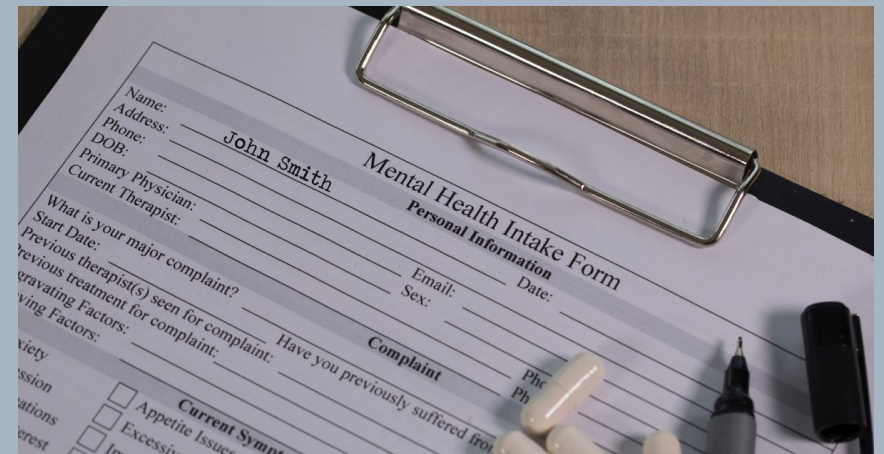 Mental Health Intake Form
Personal Information
Name: John Smith Date:
Address:
Phone: Email:
DOB: Sex:
Primary Physician:
Current Therapist:
Complaint
What is your major complaint?
Start Date:
Previous therapist(s) seen for complaint: Have you previously suffered
Previous treatment for complaint:
Factors:
Factors:
Current
Appetite Issues